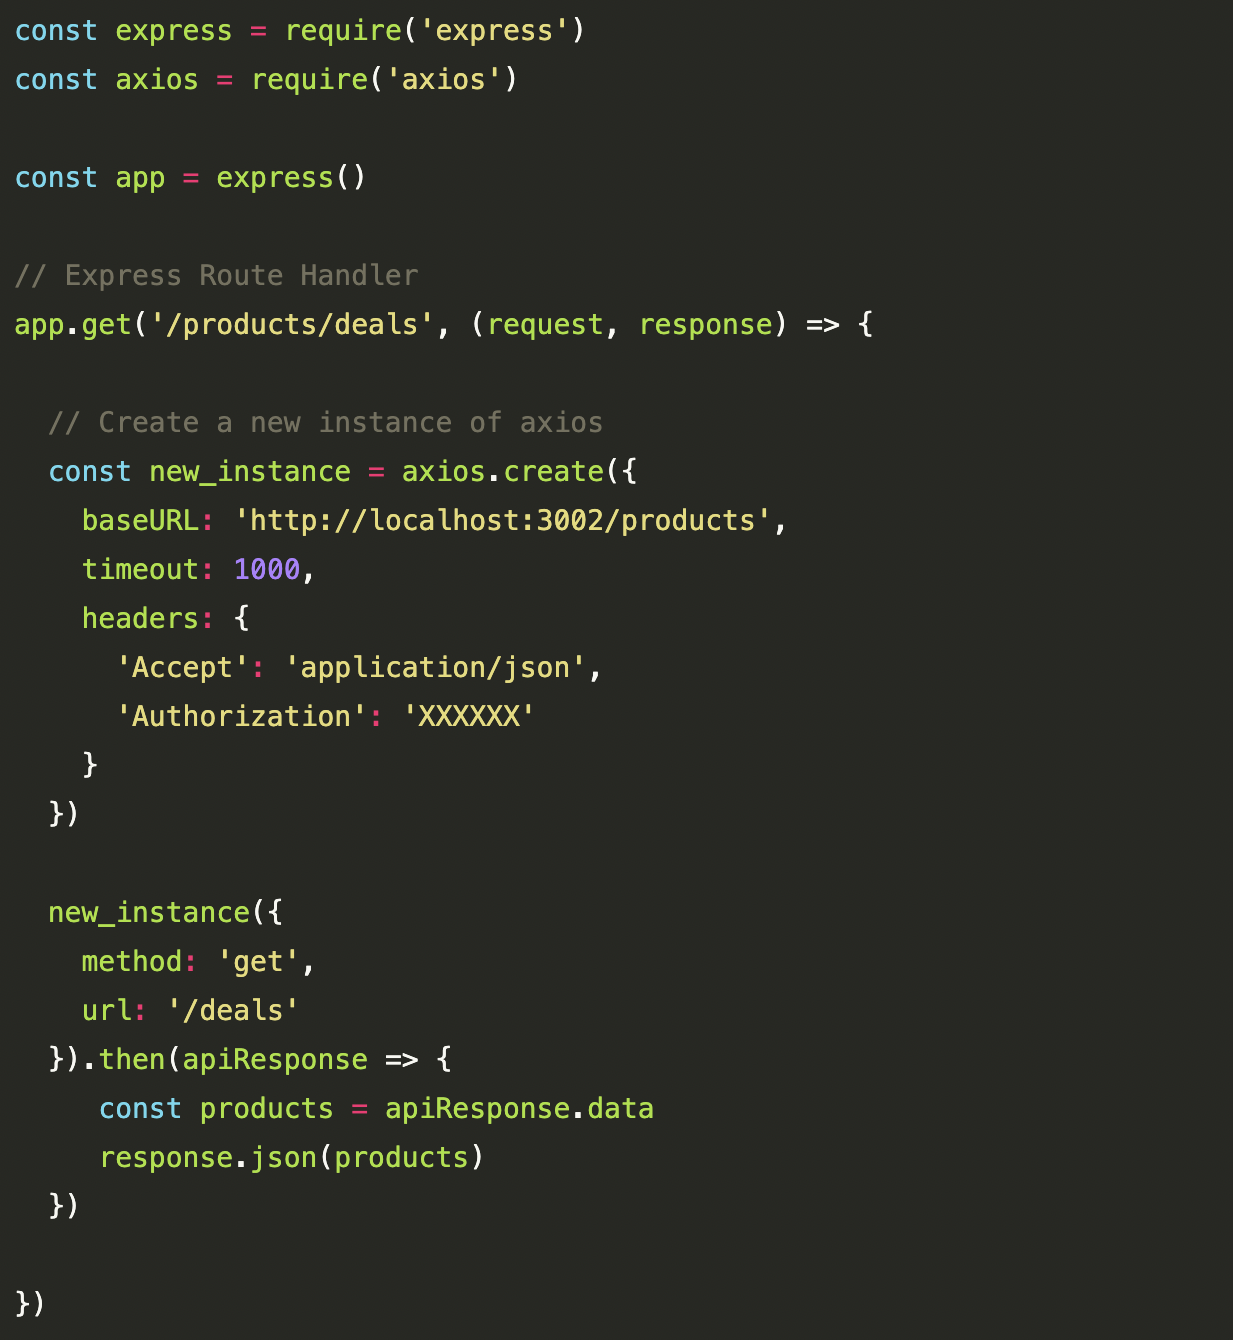 const express = require('express')
const axios = require('axios')
const app = express()
// Express Route Handler
app.get('/products/deals', (request, response) => {
// Create a new instance of axios
const new_instance = axios.create({
baseURL: 'http://localhost:3002/products',
timeout: 1000,
headers: {
'Accept': 'application/json',
'Authorization': 'XXXXXX'
}
})
new_instance({
method: 'get',
url: '/deals'
}).then(apiResponse => {
const products = apiResponse.data
response.json(products)
})
})